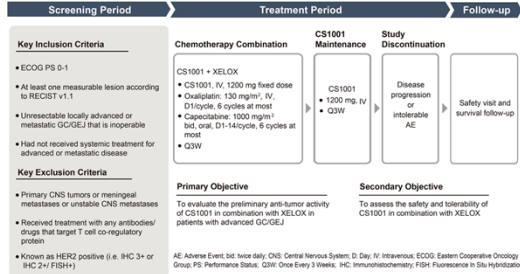 Screening Period
Treatment Period
Follow-up
Key Inclusion Criteria
• ECOG PS 0-1
• At least one measurable lesion according
to RECIST v1.1
• Unresectable locally advanced or
metastatic GC/GEJ that is inoperable
• Had not received systemic treatment for
advanced or metastatic disease
Key Exclusion Criteria
• Primary CNS tumors or meningeal
metastases or unstable CNS metastases
• Received treatment with any antibodies/
drugs that target T cell co-regulatory
protein
• Known as HER2 positive (i.e. IHC 3+ or
IHC 2+/ FISH+)
Chemotherapy Combination
CS1001 + XELOX
• CS1001, IV, 1200 mg fixed dose
• Oxaliplatin: 130 mg/m², IV,
D1/cycle, 6 cycles at most
• Capecitabine: 1000 mg/m²
bid, oral, D1-14/cycle, 6 cycles at
most
• Q3W
CS1001
Maintenance
CS1001
• 1200 mg, IV
• Q3W
Study
Discontinuation
Disease
progression
or
intolerable
AE
Safety visit and
survival follow-up
Primary Objective
To evaluate the preliminary anti-tumor activity
of CS1001 in combination with XELOX in
patients with advanced GC/GEJ
Secondary Objective
To assess the safety and tolerability of
CS1001 in combination with XELOX
AE: Adverse Event; bid: twice daily; CNS: Central Nervous System; D: Day; IV: Intravenous; ECOG: Eastern Cooperative Oncology
Group; PS: Performance Status; Q3W: Once Every 3 Weeks; IHC: Immunohistochemistry; FISH: Fluorescence In Situ Hybridizatio